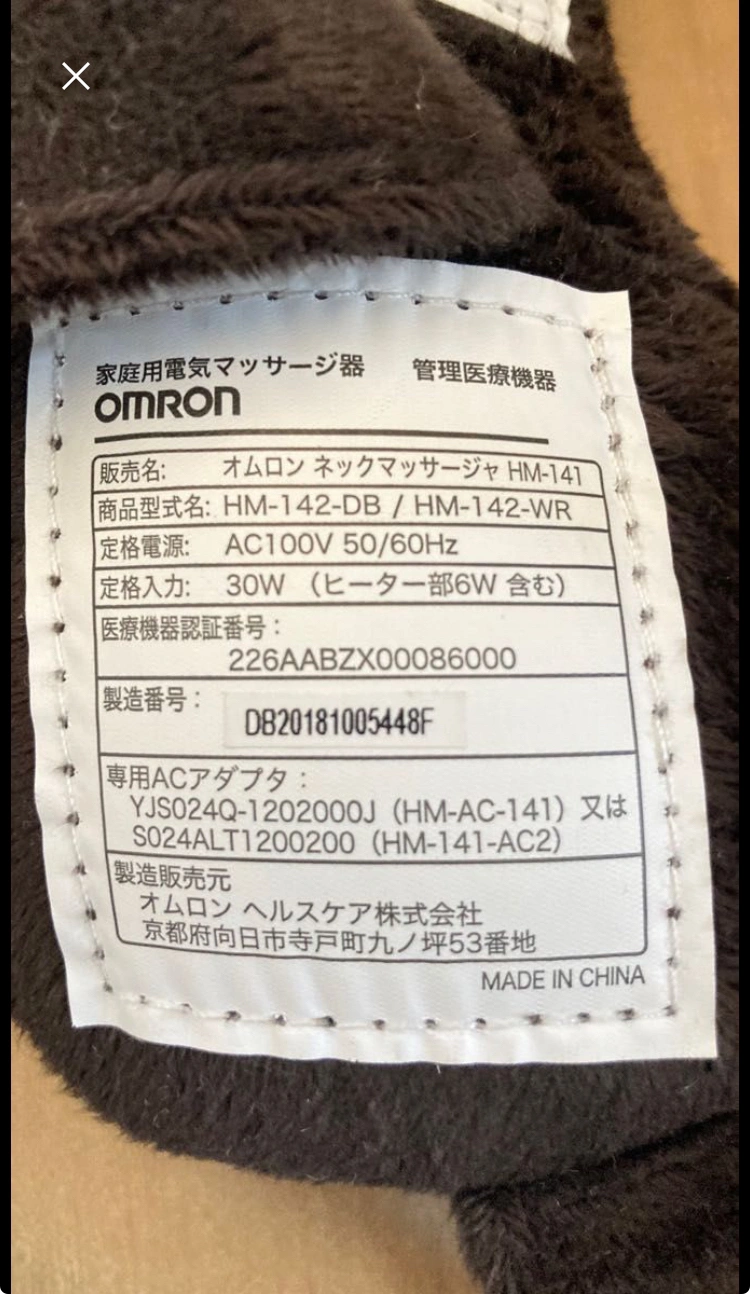 家庭用電気マッサージ器 管理医療機器
OMRON
販売名: オムロン ネックマッサージャ HM-141
商品型式名: HM-142-DB / HM-142-WR
定格電源: AC100V 50/60Hz
定格入力: 30W （ヒーター部6W 含む）
医療機器認証番号：
226AABZX00086000
製造番号：
DB20181005448F
専用ACアダプタ：
YJS024Q-1202000J（HM-AC-141）又は
S024ALT1200200（HM-141-AC2）
製造販売元
オムロン ヘルスケア株式会社
京都府向日市寺戸町九ノ坪53番地
MADE IN CHINA